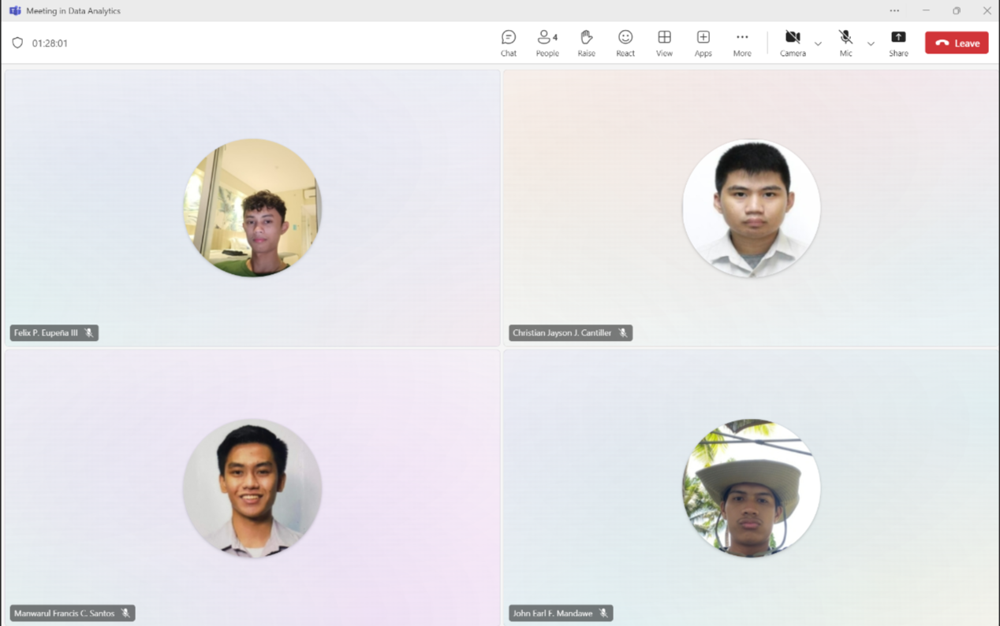 Meeting in Data Analytics
01:28:01
Chat
People
4
Raise
React
View
Apps
More
Camera
Mic
Share
Leave
Felix P. Eupeña III
Christian Jayson J. Cantiller
Manwarul Francis C. Santos
John Earl F. Mandawe